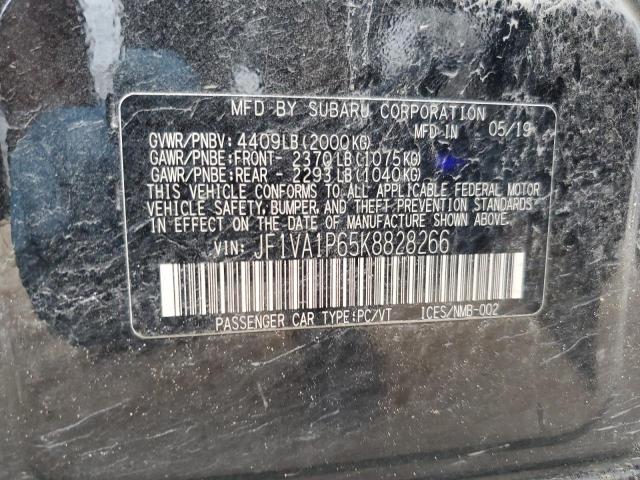 MFD BY SUBARU CORPORATION
MFD IN 05/19
GVWR/PNBV: 4409LB(2000KG)
GAWR/PNBE:FRONT- 2370LB(1075KG)
GAWR/PNBE:REAR - 2293LB(1040KG)
THIS VEHICLE CONFORMS TO ALL APPLICABLE FEDERAL MOTOR
VEHICLE SAFETY, BUMPER, AND THEFT PREVENTION STANDARDS
IN EFFECT ON THE DATE OF MANUFACTURE SHOWN ABOVE.
VIN: JF1VA1P65K8828266
PASSENGER CAR TYPE:PC/VT ICES/NMB-002